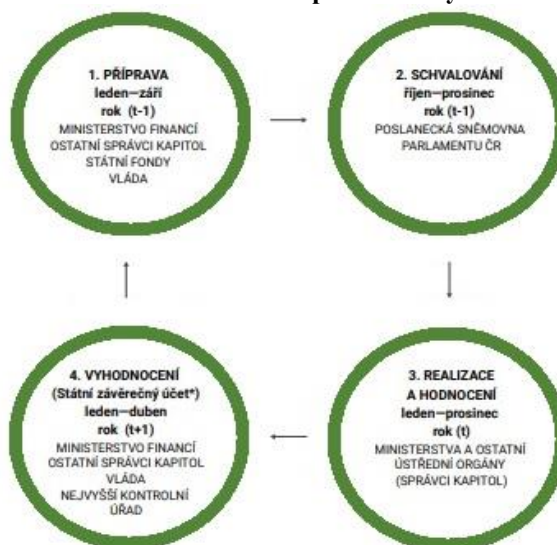 1. PŘÍPRAVA
leden—září
rok (t-1)
MINISTERSTVO FINANCÍ
OSTATNÍ SPRÁVCI KAPITOL
STÁTNÍ FONDY
VLÁDA
2. SCHVALOVÁNÍ
říjen—prosinec
rok (t-1)
POSLANECKÁ SNĚMOVNA
PARLAMENTU ČR
3. REALIZACE
A HODNOCENÍ
leden—prosinec
rok (t)
MINISTERSTVA A OSTATNÍ
ÚSTŘEDNÍ ORGÁNY
(SPRÁVCI KAPITOL)
4. VYHODNOCENÍ
(Státní závěrečný účet*)
leden—duben
rok (t+1)
MINISTERSTVO FINANCÍ
OSTATNÍ SPRÁVCI KAPITOL
VLÁDA
NEJVYŠŠÍ KONTROLNÍ
ÚŘAD